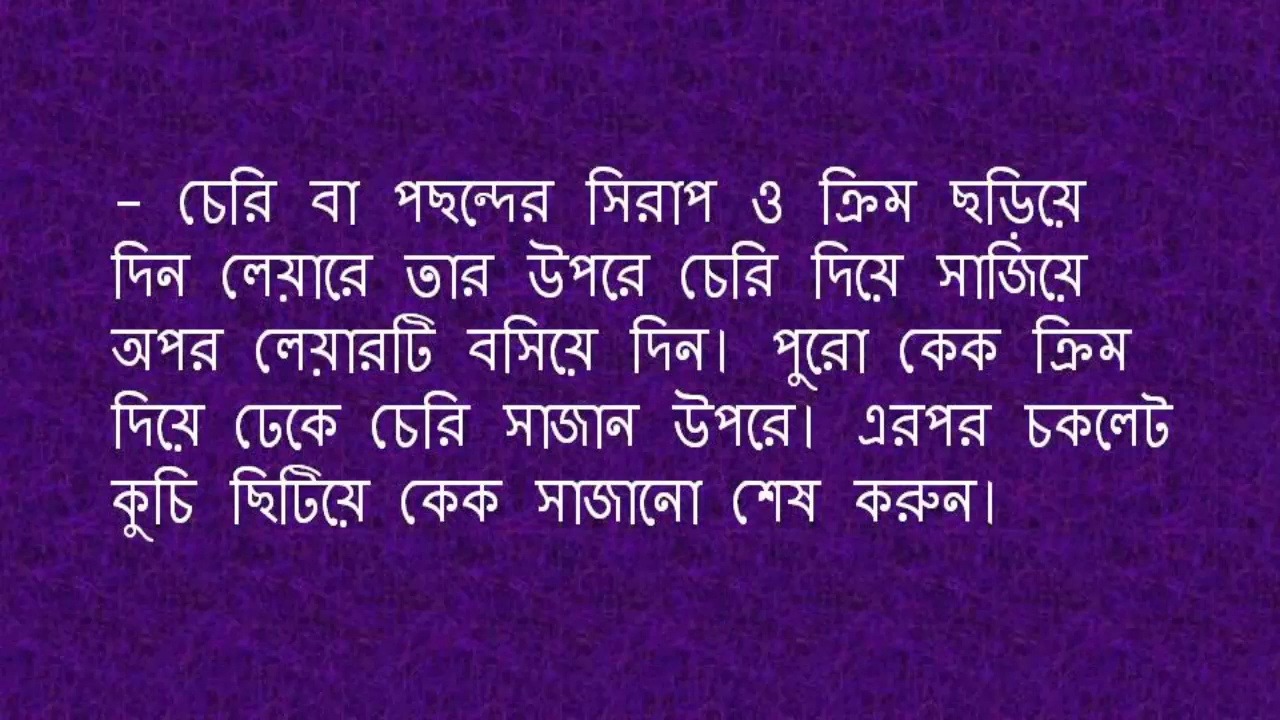 – চেরি বা পছন্দের সিরাপ ও ক্রিম ছড়িয়ে
দিন লেয়ারে তার উপরে চেরি দিয়ে সাজিয়ে
অপর লেয়ারটি বসিয়ে দিন। পুরো কেক ক্রিম
দিয়ে ঢেকে চেরি সাজান উপরে। এরপর চকলেট
কুচি ছিটিয়ে কেক সাজানো শেষ করুন।